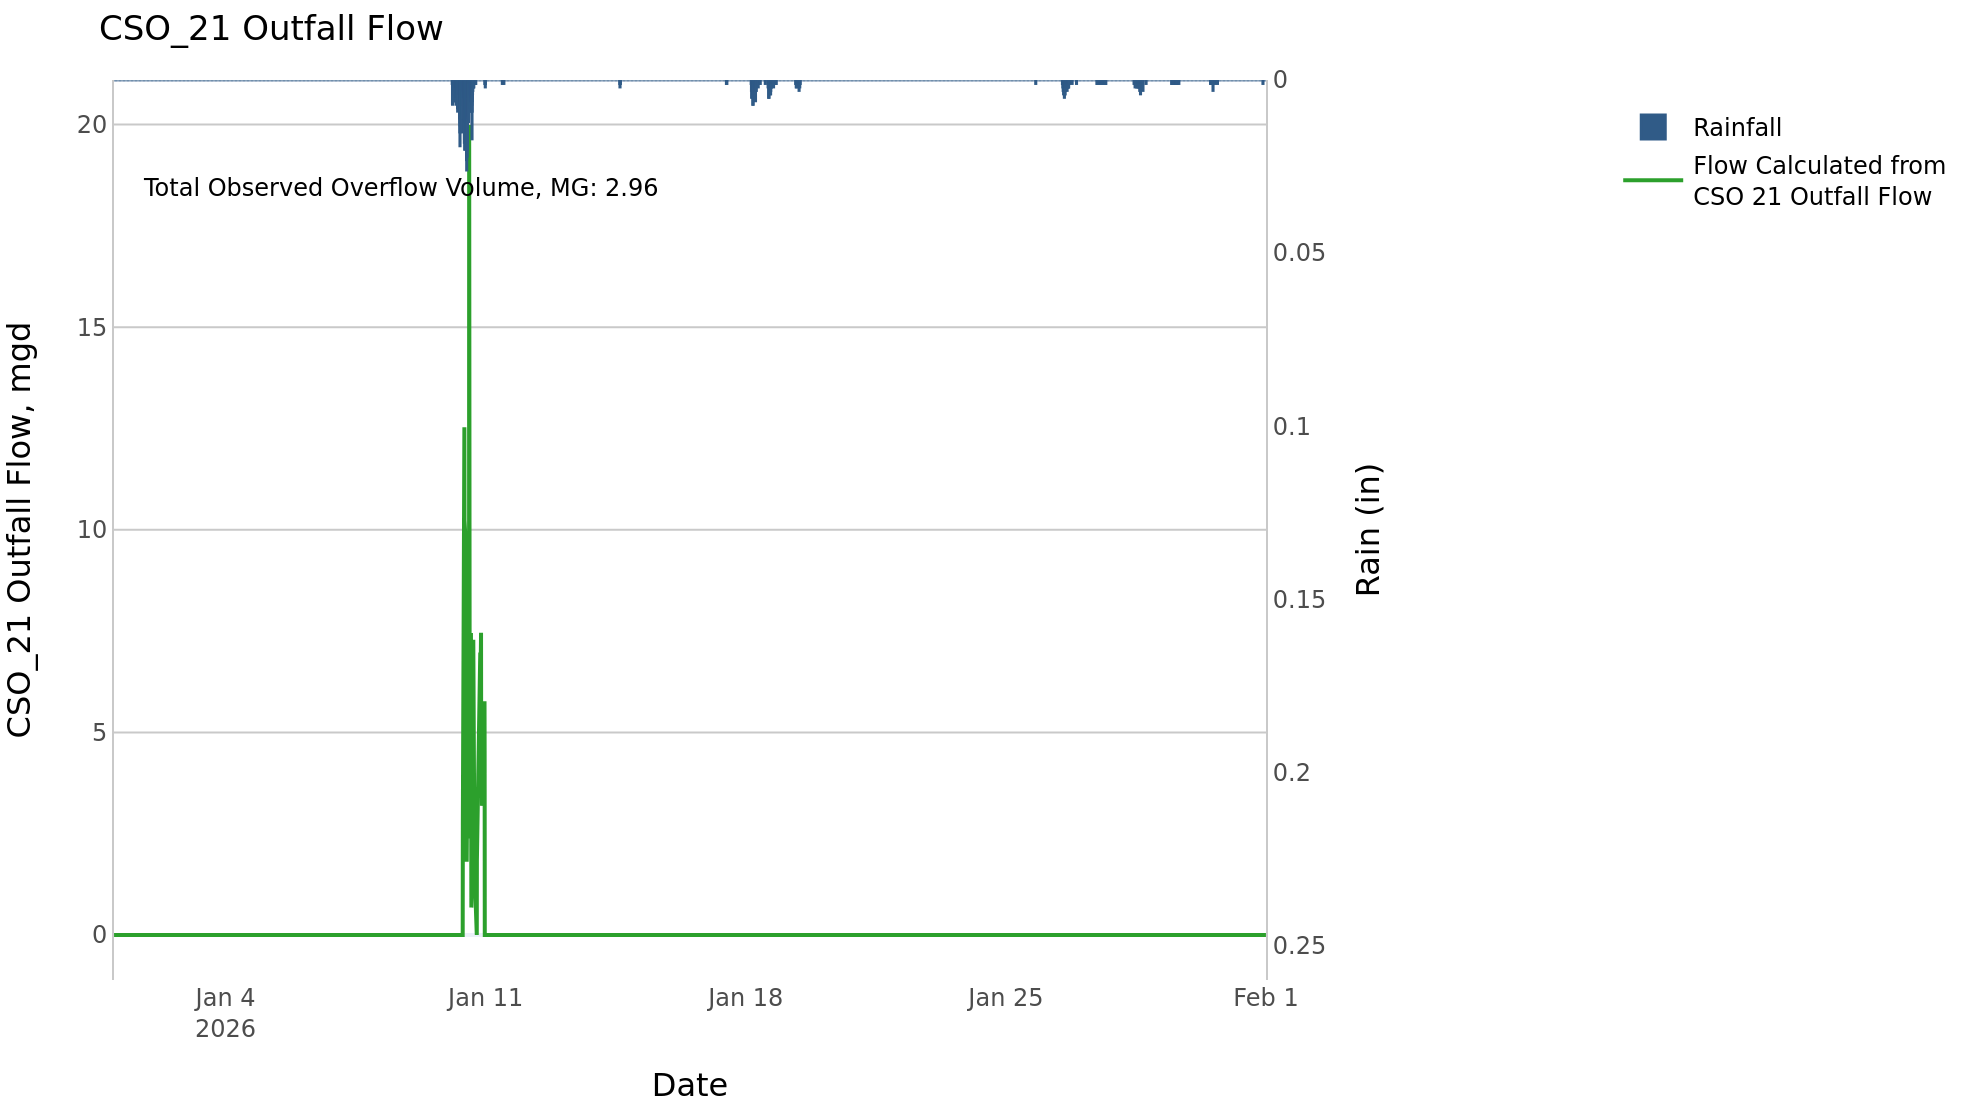 CSO_21 Outfall Flow
Total Observed Overflow Volume, MG: 2.96
Rainfall
Flow Calculated from
CSO 21 Outfall Flow
CSO_21 Outfall Flow, mgd
20
15
10
5
0
Rain (in)
0
0.05
0.1
0.15
0.2
0.25
Jan 4
2026
Jan 11
Jan 18
Jan 25
Feb 1
Date